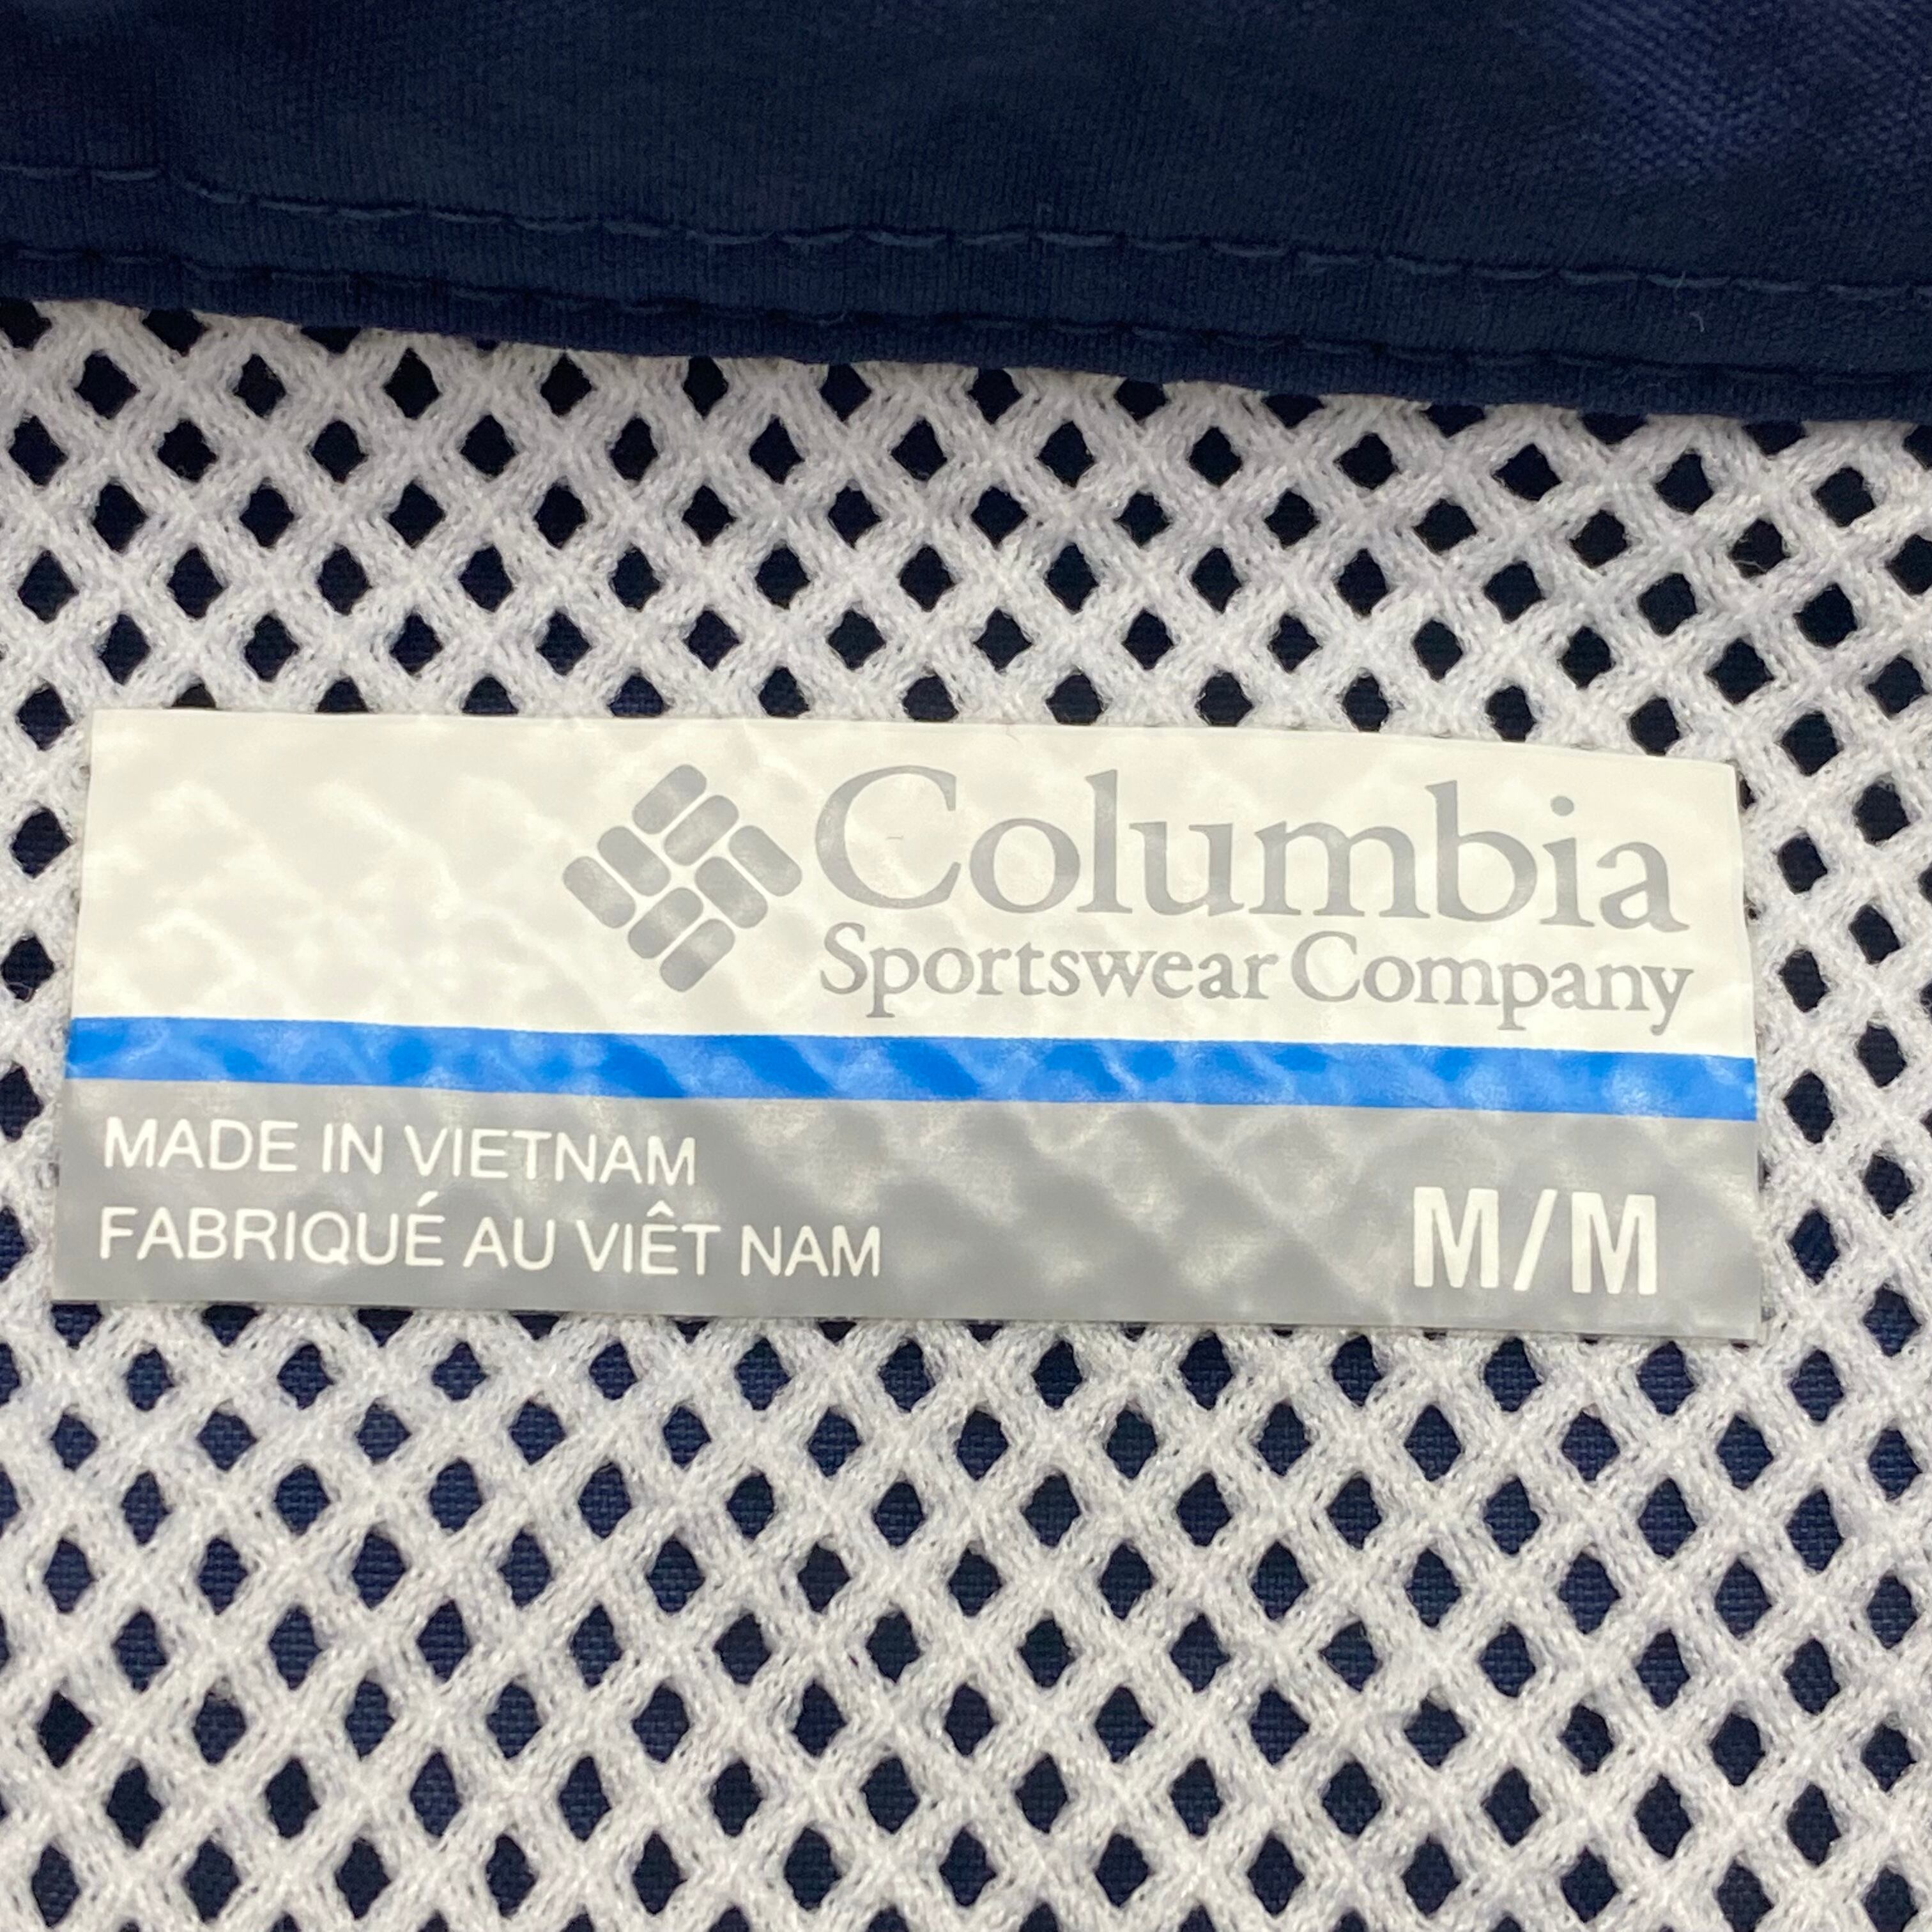 Columbia
Sportswear Company
MADE IN VIETNAM
FABRIQUÉ AU VIÊT NAM
M/M